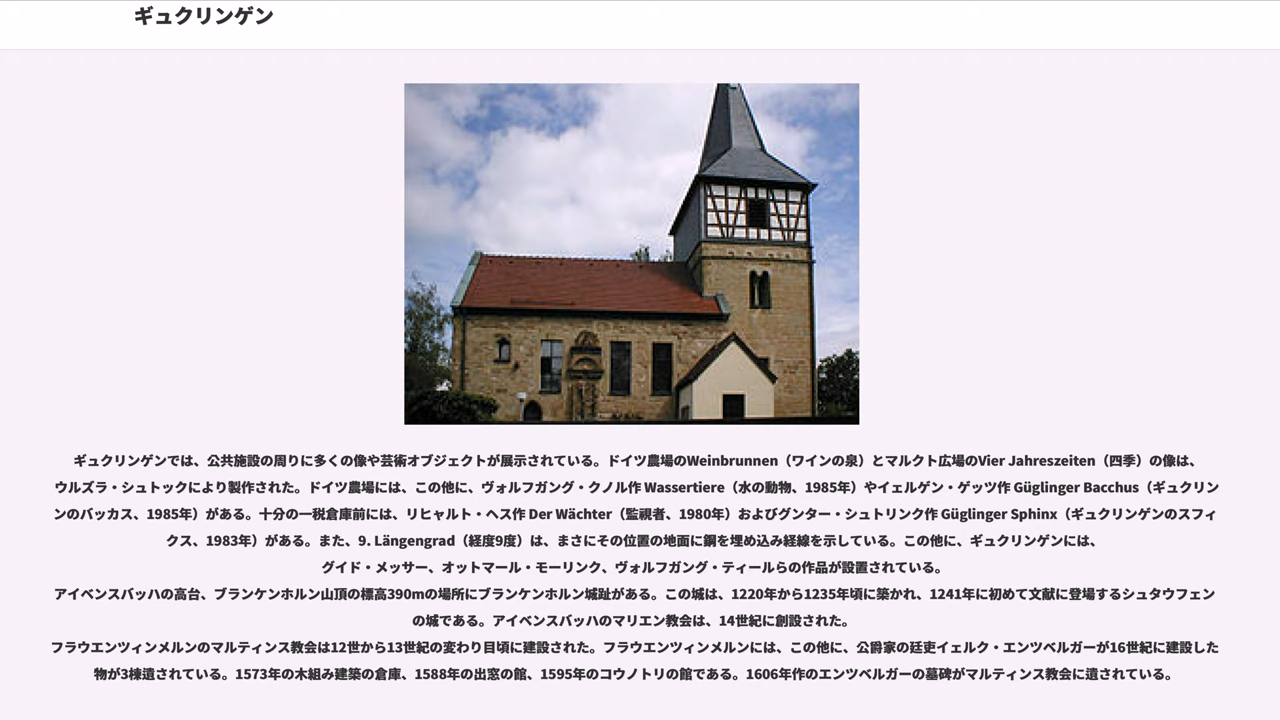 ギュクリンゲン
ギュクリンゲンでは、公共施設の周りに多くの像や芸術オブジェクトが展示されている。ドイツ農場のWeinbrunnen（ワインの泉）とマルクト広場のVier Jahreszeiten（四季）の像は、
ウルズラ・シュトックにより製作された。ドイツ農場には、この他に、ヴォルフガング・クノル作 Wassertiere（水の動物、1985年）やイェルゲン・ゲッツ作 Güglinger Bacchus（ギュクリン
ンのバッカス、1985年）がある。十分の一税倉庫前には、リヒャルト・ヘス作 Der Wächter（監視者、1980年）およびグンター・シュトリンク作 Güglinger Sphinx（ギュクリンゲンのスフィ
クス、1983年）がある。また、9. Längengrad（経度9度）は、まさにその位置の地面に鋼を埋め込み経線を示している。この他に、ギュクリンゲンには、
グイド・メッサー、オットマール・モーリンク、ヴォルフガング・ティールらの作品が設置されている。
アイベンスバッハの高台、ブランケンホルン山頂の標高390mの場所にブランケンホルン城趾がある。この城は、1220年から1235年頃に築かれ、1241年に初めて文献に登場するシュタウフェン
の城である。アイベンスバッハのマリエン教会は、14世紀に創設された。
フラウエンツィンメルンのマルティンス教会は12世から13世紀の変わり目頃に建設された。フラウエンツィンメルンには、この他に、公爵家の廷吏イェルク・エンツベルガーが16世紀に建設した
物が3棟遺されている。1573年の木組み建築の倉庫、1588年の出窓の館、1595年のコウノトリの館である。1606年作のエンツベルガーの墓碑がマルティンス教会に遺されている。